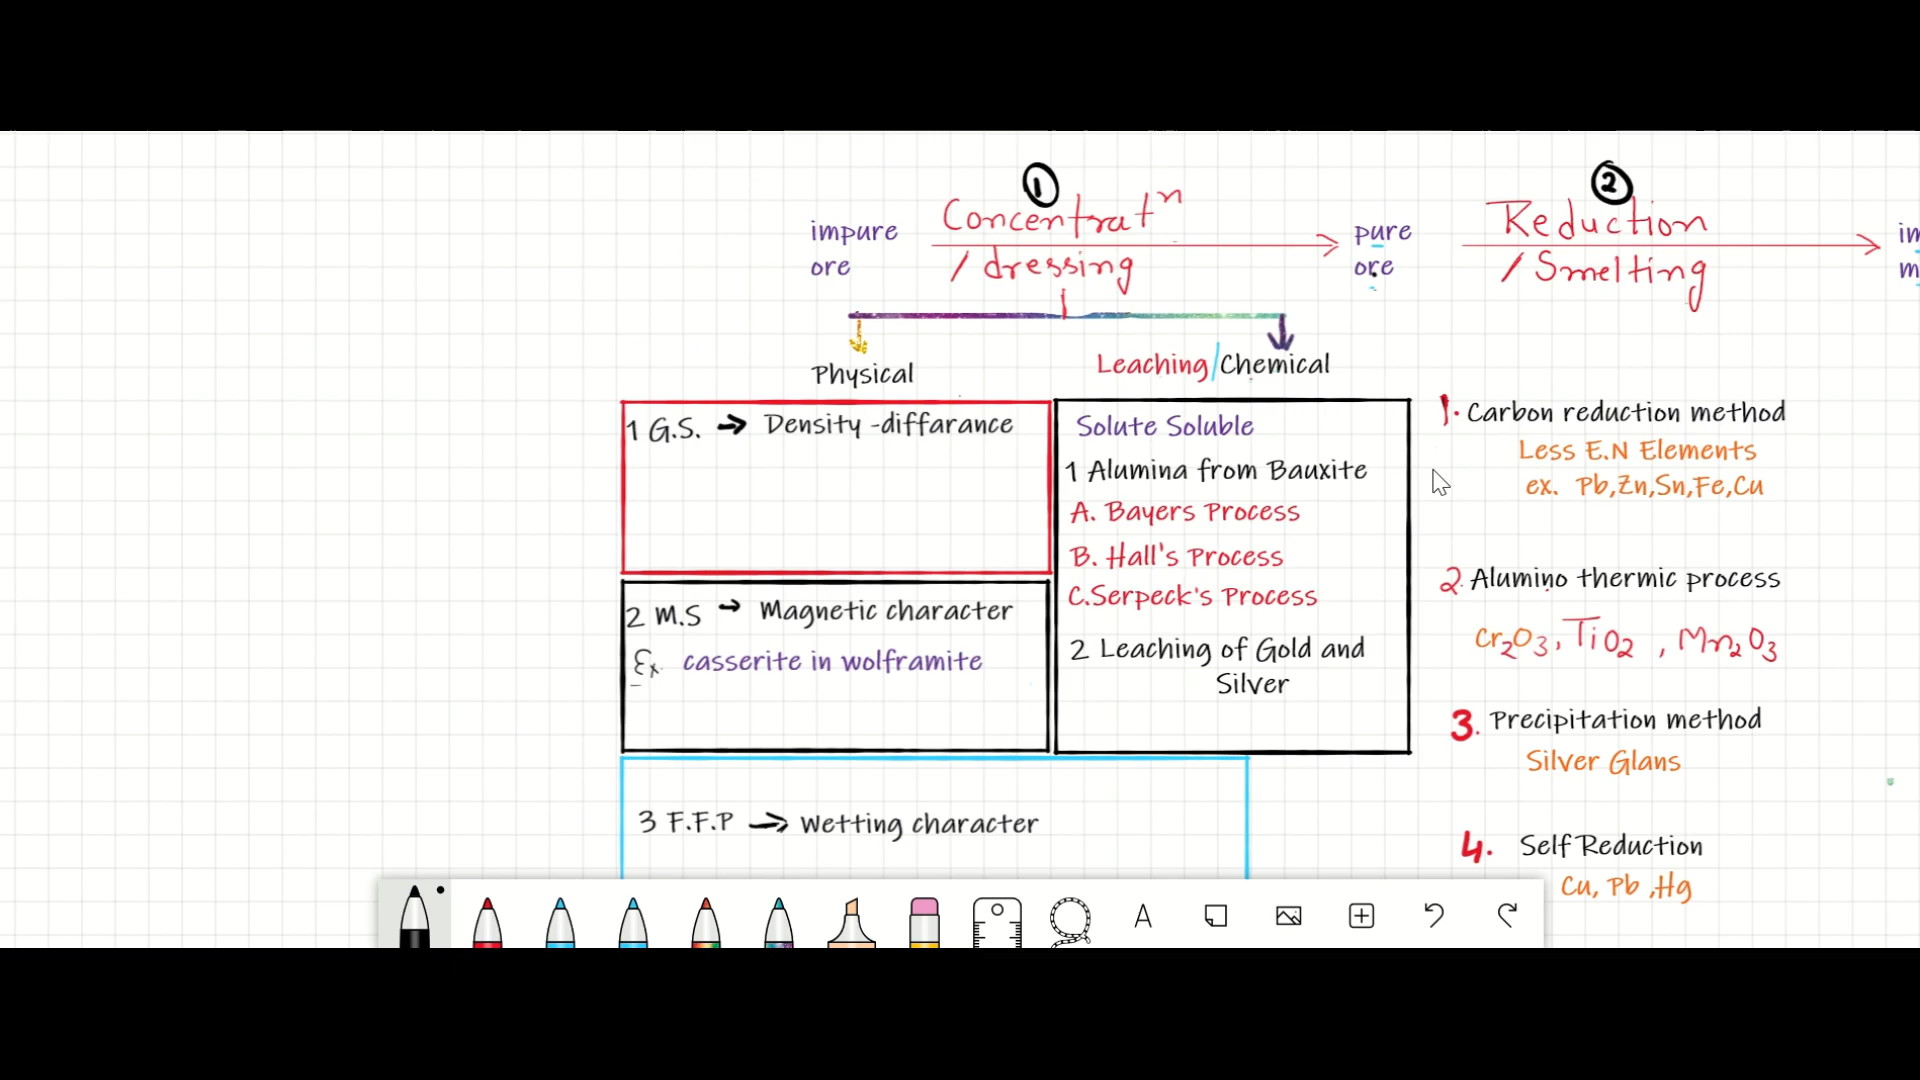 1
2
impure
ore
Concentratn
/ dressing
pure
ore
Reduction
/ Smelting
im
m
Physical
Leaching/Chemical
1 G.S. → Density -diffarance
2 M.S → Magnetic character
Ex casserite in wolframite
3 F.F.P → Wetting character
Solute Soluble
1 Alumina from Bauxite
A. Bayers Process
B. Hall's Process
C.Serpeck's Process
2 Leaching of Gold and
Silver
1. Carbon reduction method
Less E.N Elements
ex. Pb,Zn,Sn,Fe,Cu
2. Alumino thermic process
Cr2O3, TiO2 , Mn2O3
3. Precipitation method
Silver Glans
4. Self Reduction
Cu, Pb ,Hg
A